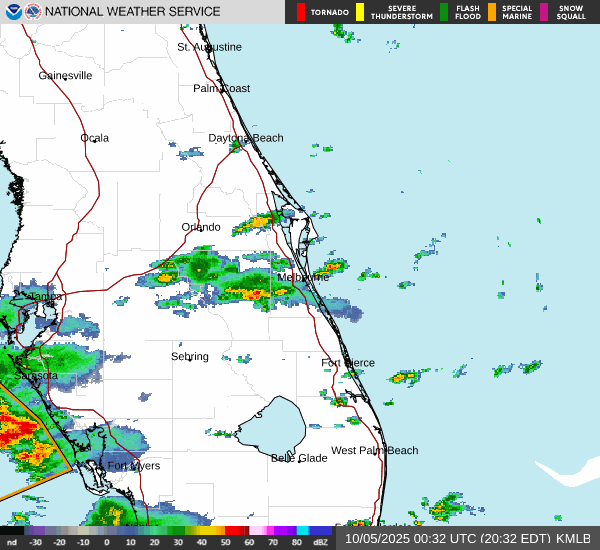 NATIONAL WEATHER SERVICE
TORNADO
SEVERE
THUNDERSTORM
FLASH
FLOOD
SPECIAL
MARINE
SNOW
SQUALL
St. Augustine
Gainesville
Palm Coast
Ocala
Daytona Beach
Orlando
Melbourne
Tampa
Sebring
Fort Pierce
Sarasota
West Palm Beach
Belle Glade
Fort Myers
nd -30 -20 -10 0 10 20 30 40 50 60 70 80 dBZ
10/05/2025 00:32 UTC (20:32 EDT) KMLB